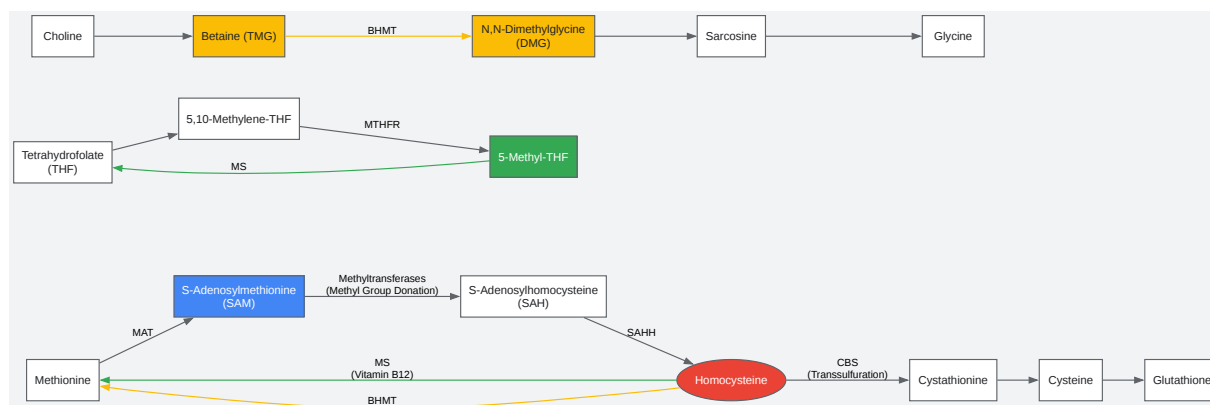 Choline
Betaine (TMG)
BHMT
N,N-Dimethylglycine
(DMG)
Sarcosine
Glycine
5,10-Methylene-THF
MTHFR
Tetrahydrofolate
(THF)
MS
5-Methyl-THF
S-Adenosylmethionine
(SAM)
Methyltransferases
(Methyl Group Donation)
S-Adenosylhomocysteine
(SAH)
MAT
SAHH
Methionine
MS
(Vitamin B12)
BHMT
Homocysteine
CBS
(Transsulfuration)
Cystathionine
Cysteine
Glutathione